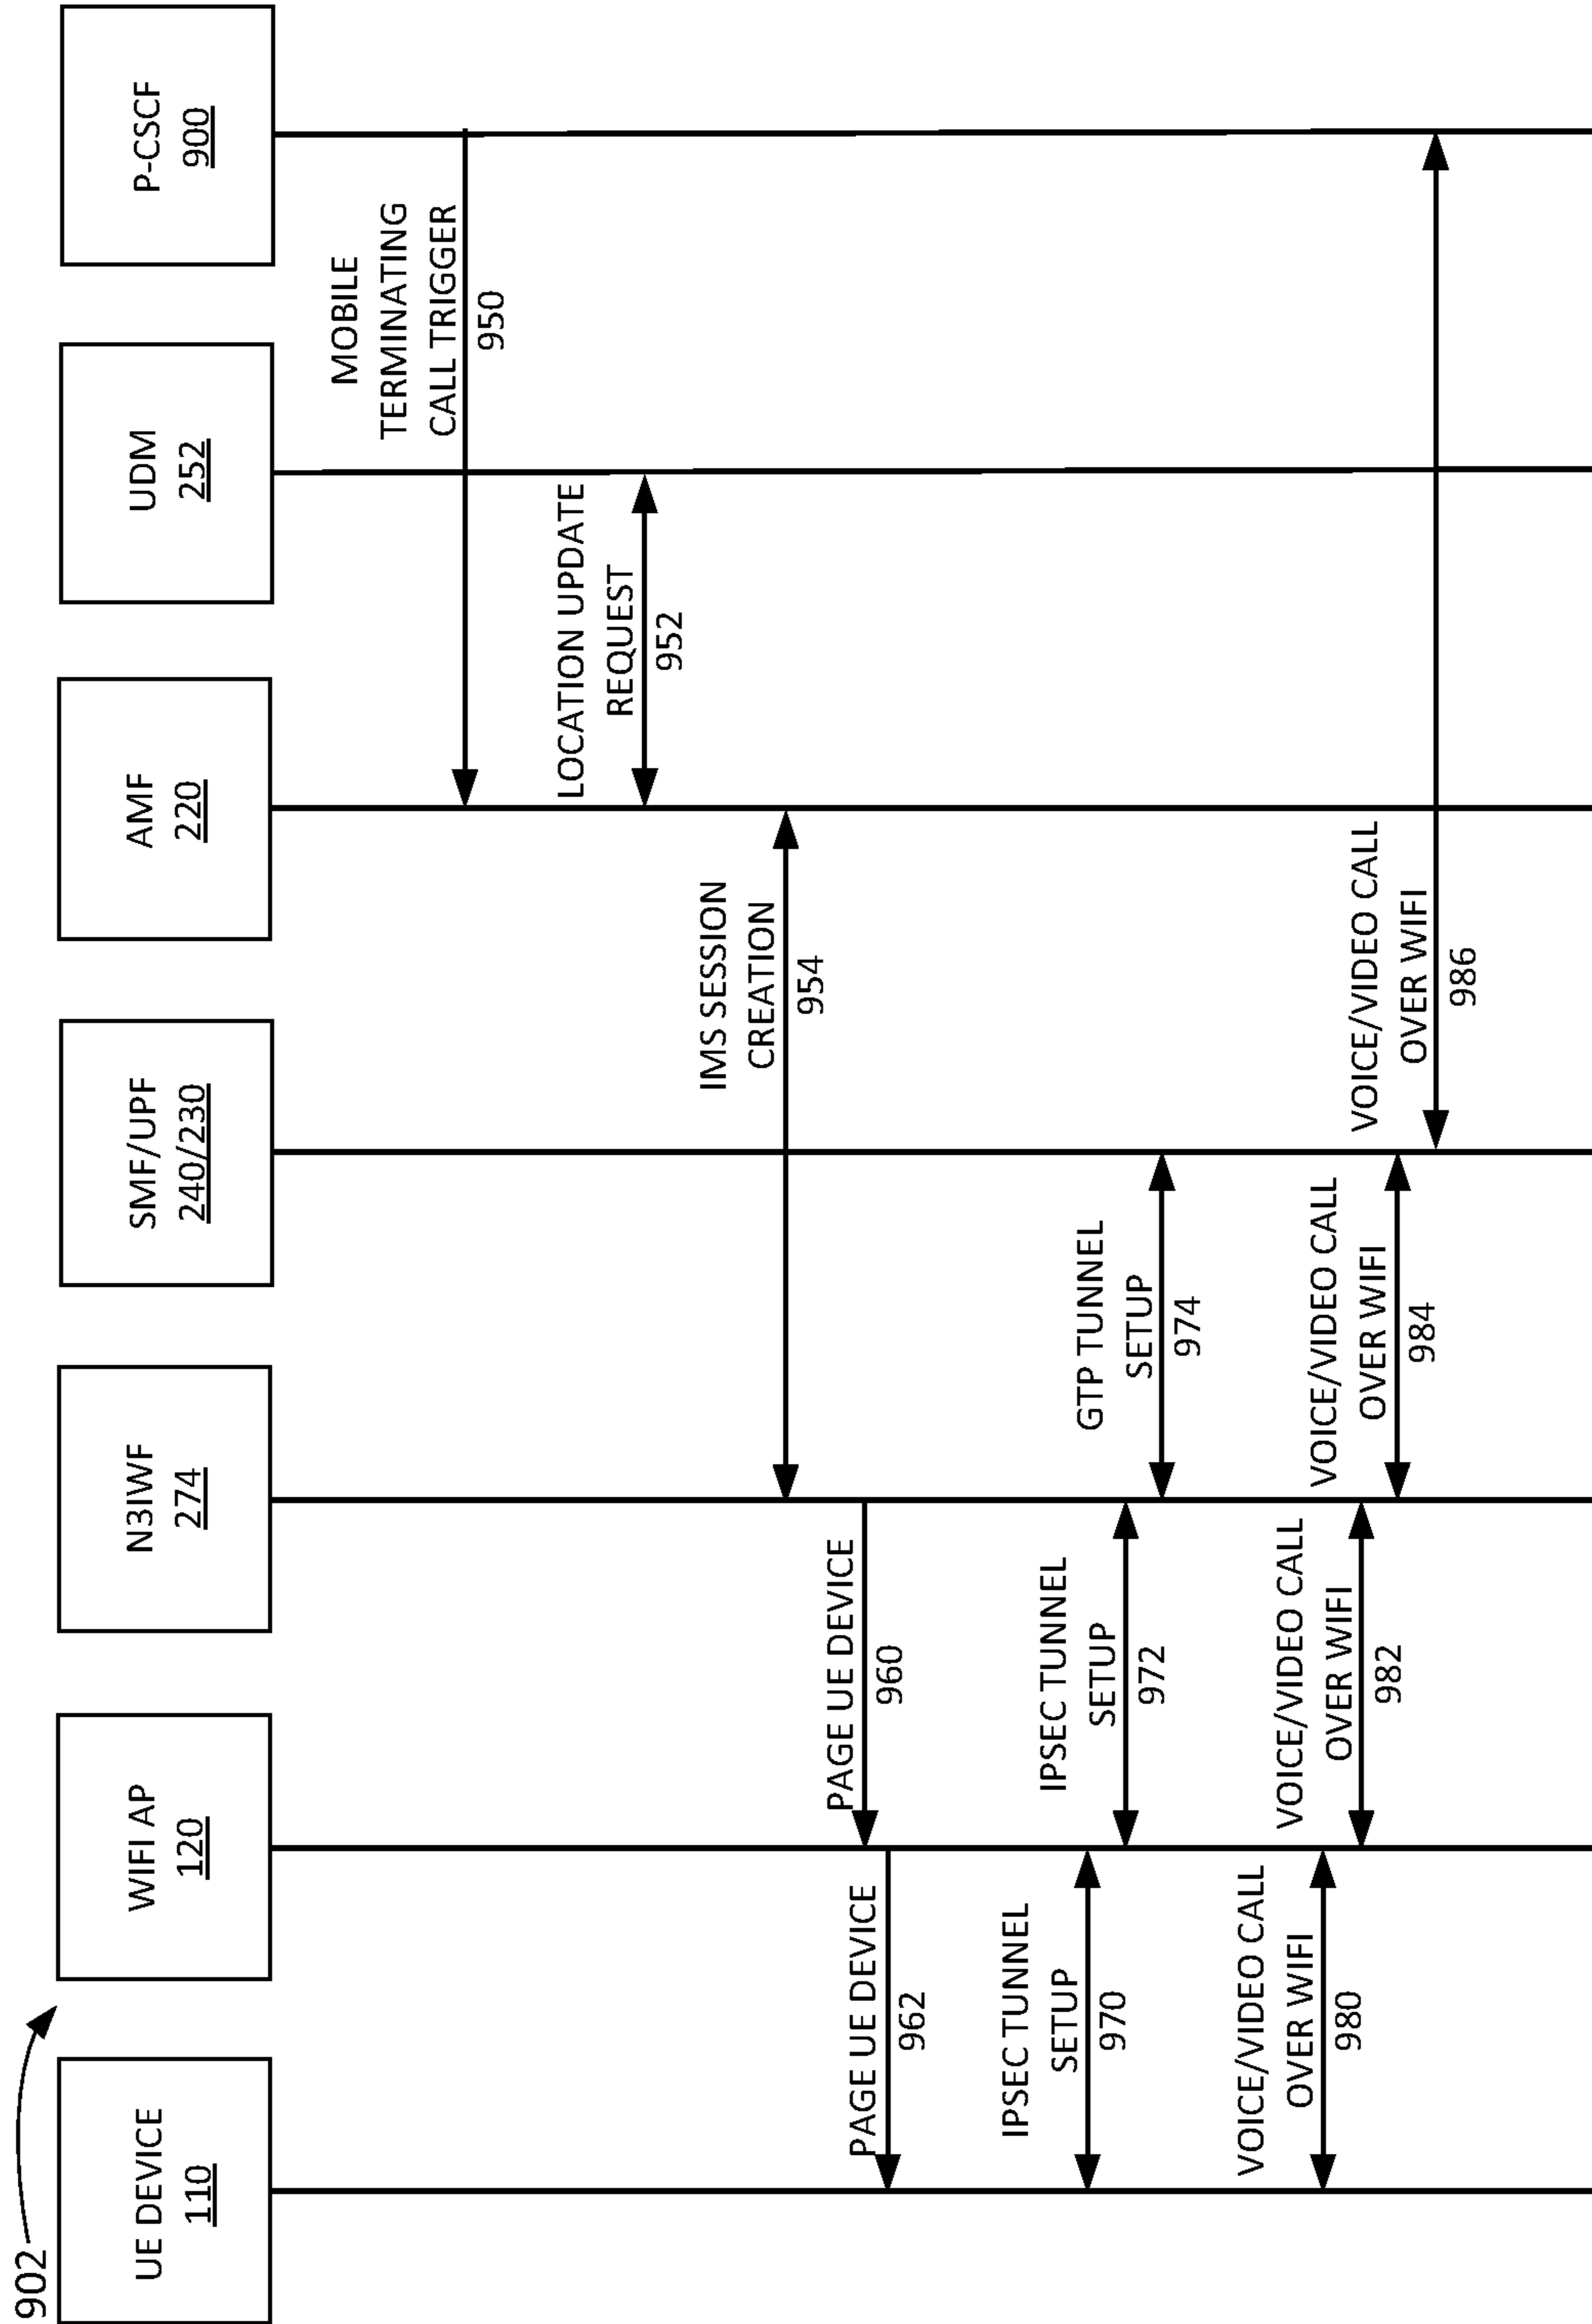 902
UE DEVICE
110
WIFI AP
120
N3IWF
274
SMF/UPF
240/230
AMF
220
UDM
252
P-CSCF
900
MOBILE
TERMINATING
CALL TRIGGER
950
LOCATION UPDATE
REQUEST
952
IMS SESSION
CREATION
954
PAGE UE DEVICE
960
PAGE UE DEVICE
962
IPSEC TUNNEL
SETUP
970
IPSEC TUNNEL
SETUP
972
GTP TUNNEL
SETUP
974
VOICE/VIDEO CALL
OVER WIFI
980
VOICE/VIDEO CALL
OVER WIFI
982
VOICE/VIDEO CALL
OVER WIFI
984
VOICE/VIDEO CALL
OVER WIFI
986